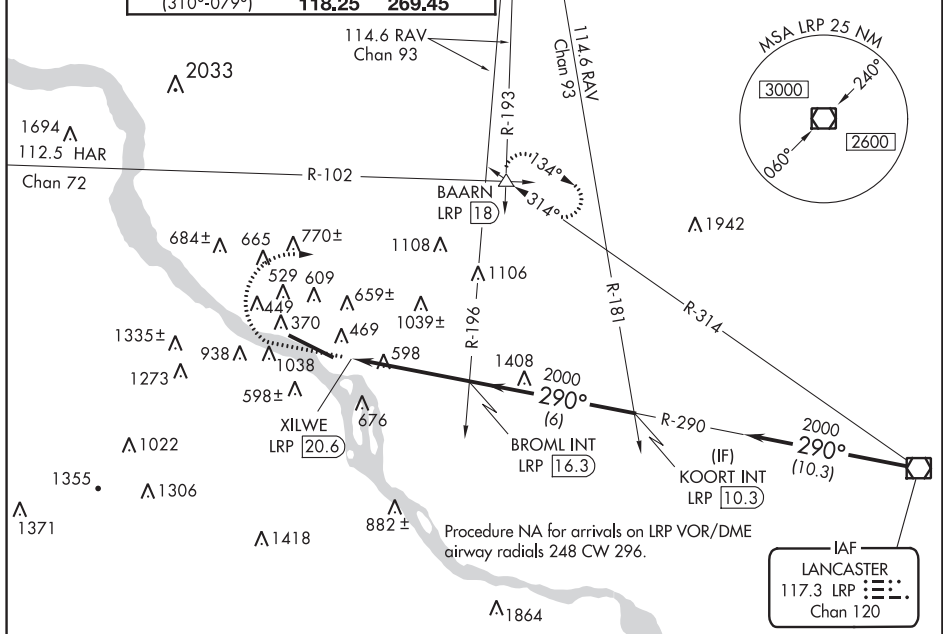 (310°-079°) 118.25 269.45
114.6 RAV
Chan 93
114.6 RAV
Chan 93
MSA LRP 25 NM
240°
3000
2600
060°
2033
1694
112.5 HAR
Chan 72
R-102
R-193
134°
314°
BAARN
LRP 18
1942
684±
665
770±
1108
1106
529
609
449
659±
1039±
370
469
R-196
R-181
R-314
1335±
938
1038
598
1408
1273
598±
676
2000
290°
(6)
R-290
2000
290°
(10.3)
XILWE
LRP 20.6
BROML INT
LRP 16.3
(IF)
KOORT INT
LRP 10.3
1022
1355
1306
1371
882 ±
1418
Procedure NA for arrivals on LRP VOR/DME
airway radials 248 CW 296.
IAF
LANCASTER
117.3 LRP
Chan 120
1864